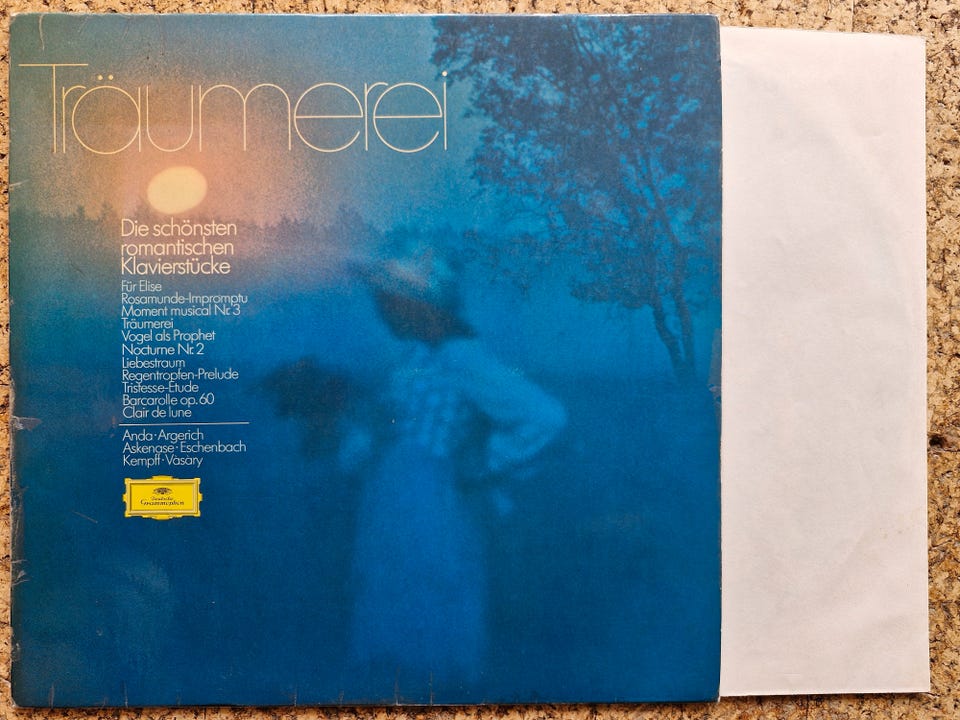 Träumerei
Die schönsten
romantischen
Klavierstücke
Für Elise
Rosamunde-Impromptu
Moment musical Nr. 3
Träumerei
Vogel als Prophet
Nocturne Nr. 2
Liebestraum
Regentropfen-Prelude
Tristesse-Etude
Barcarolle op. 60
Clair de lune
Anda · Argerich
Askenase · Eschenbach
Kempff · Vásáry
Deutsche
Grammophon